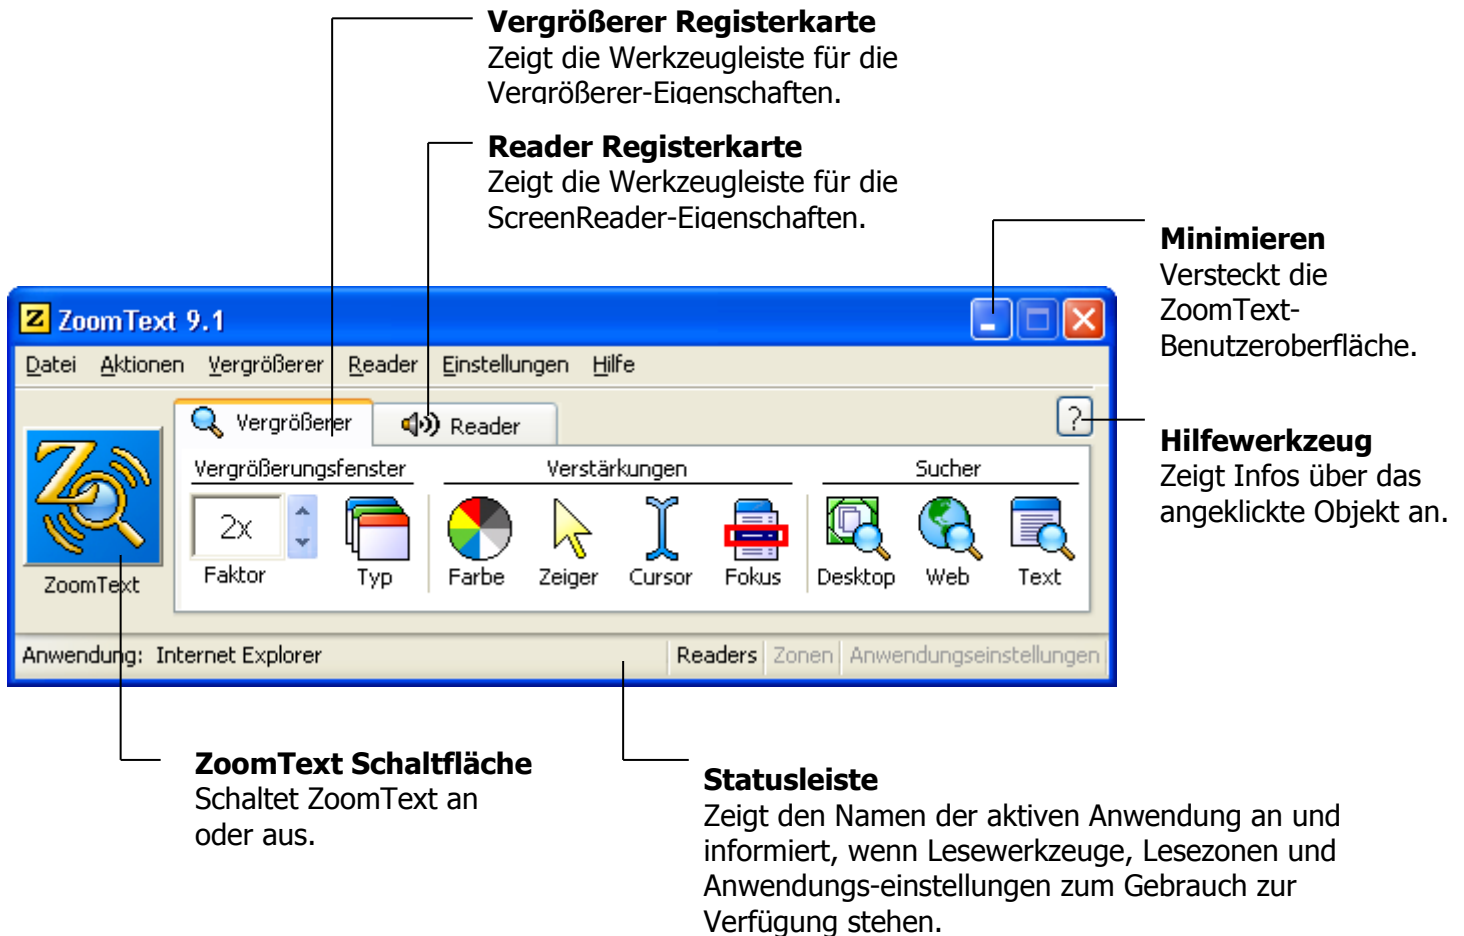 Vergrößerer Registerkarte
Zeigt die Werkzeugleiste für die
Vergrößerer-Eigenschaften.
Reader Registerkarte
Zeigt die Werkzeugleiste für die
ScreenReader-Eigenschaften.
Minimieren
Versteckt die
ZoomText-
Benutzeroberfläche.
ZoomText 9.1
Datei Aktionen Vergrößerer Reader Einstellungen Hilfe
Vergrößerer Reader ?
Hilfewerkzeug
Zeigt Infos über das
angeklickte Objekt an.
Vergrößerungsfenster Verstärkungen Sucher
2x
Faktor Typ Farbe Zeiger Cursor Fokus Desktop Web Text
ZoomText
Anwendung: Internet Explorer Readers Zonen Anwendungseinstellungen
ZoomText Schaltfläche
Schaltet ZoomText an
oder aus.
Statusleiste
Zeigt den Namen der aktiven Anwendung an und
informiert, wenn Lesewerkzeuge, Lesezonen und
Anwendungs-einstellungen zum Gebrauch zur
Verfügung stehen.